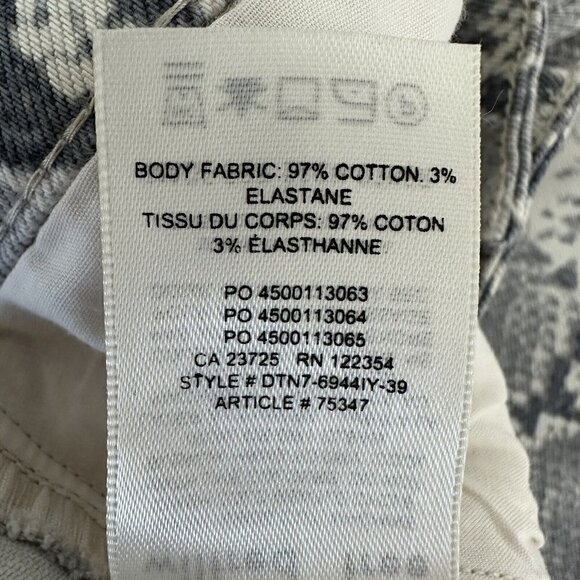 BODY FABRIC: 97% COTTON. 3%
ELASTANE
TISSU DU CORPS: 97% COTON
3% ÉLASTHANNE
PO 4500113063
PO 4500113064
PO 4500113065
CA 23725 RN 122354
STYLE # DTN7-6944IY-39
ARTICLE # 75347